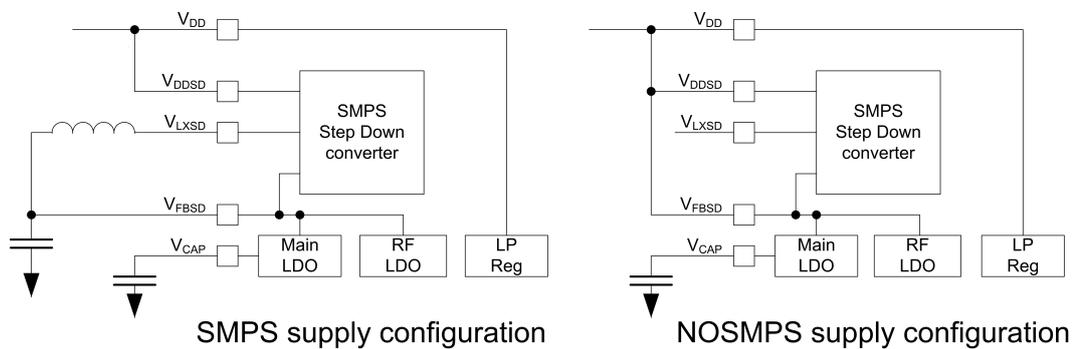 VDD
VDDSD
VLXSD
SMPS
Step Down
converter
VFBSD
VCAP
Main
LDO
RF
LDO
LP
Reg
SMPS supply configuration
VDD
VDDSD
VLXSD
SMPS
Step Down
converter
VFBSD
VCAP
Main
LDO
RF
LDO
LP
Reg
NOSMPS supply configuration